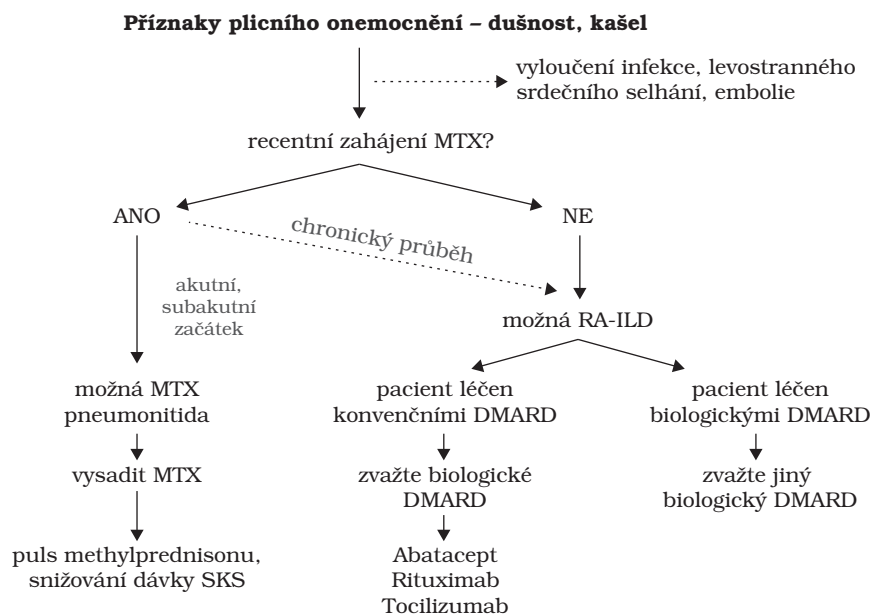 Příznaky plicního onemocnění – dušnost, kašel
vyloučení infekce, levostranného
srdečního selhání, embolie
recentní zahájení MTX?
ANO
NE
chronický průběh
akutní,
subakutní
začátek
možná RA-ILD
možná MTX
pneumonitida
pacient léčen
konvenčními DMARD
pacient léčen
biologickými DMARD
vysadit MTX
zvažte biologické
DMARD
zvažte jiný
biologický DMARD
puls methylprednisonu,
snižování dávky SKS
Abatacept
Rituximab
Tocilizumab